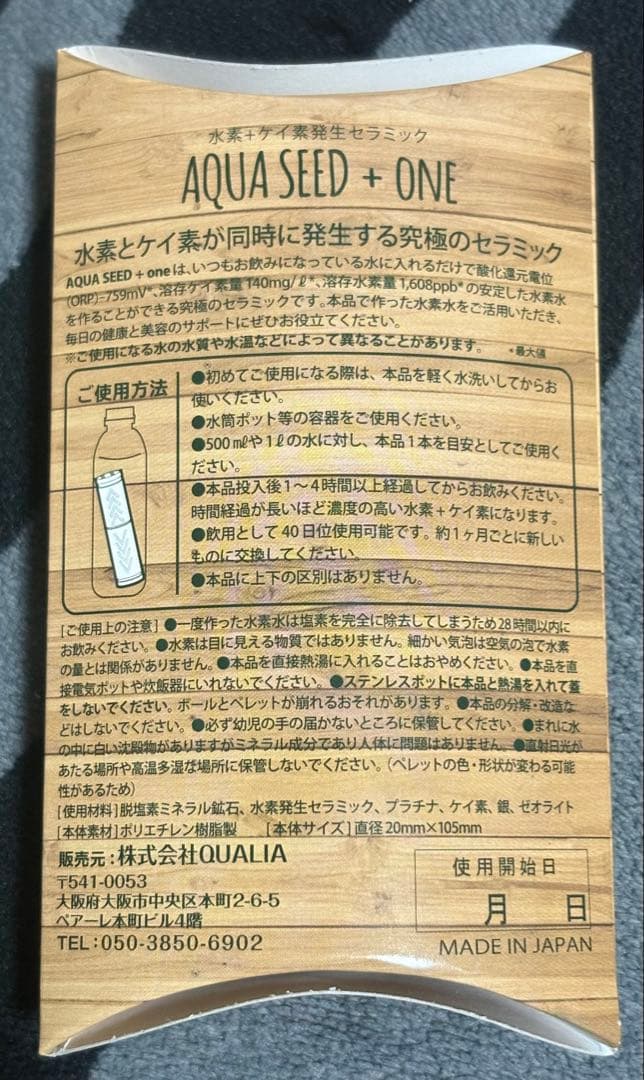 水素+ケイ素発生セラミック
AQUA SEED + ONE
水素とケイ素が同時に発生する究極のセラミック
AQUA SEED + oneは、いつもお飲みになっている水に入れるだけで酸化還元電位
(ORP)-759mV*、溶存ケイ素量140mg/ℓ*、溶存水素量1,608ppb*の安定した水素水
を作ることができる究極のセラミックです。本品で作った水素水をご活用いただき、
毎日の健康と美容のサポートにぜひお役立てください。
※ご使用になる水の水質や水温などによって異なることがあります。 *最大値
ご使用方法
●初めてご使用になる際は、本品を軽く水洗いしてからお
使いください。
●水筒ポット等の容器をご使用ください。
●500㎖や1ℓの水に対し、本品1本を目安としてご使用く
ださい。
●本品投入後1～4時間以上経過してからお飲みください。
時間経過が長いほど濃度の高い水素+ケイ素になります。
●飲用として40日位使用可能です。約1ヶ月ごとに新しい
ものに交換してください。
●本品に上下の区別はありません。
[ご使用上の注意] ●一度作った水素水は塩素を完全に除去してしまうため28時間以内に
お飲みください。●水素は目に見える物質ではありません。細かい気泡は空気の泡で水素
の量とは関係がありません。●本品を直接熱湯に入れることはおやめください。●本品を直
接電気ポットや炊飯器にいれないでください。●ステンレスポットに本品と熱湯を入れて蓋
をしないでください。ボールとペレットが崩れるおそれがあります。●本品の分解・改造な
どはしないでください。●必ず幼児の手の届かないところに保管してください。●まれに水
の中に白い沈殿物がありますがミネラル成分であり人体に問題はありません。●直射日光が
あたる場所や高温多湿な場所に保管しないでください。(ペレットの色・形状が変わる可能
性があるため)
[使用材料]脱塩素ミネラル鉱石、水素発生セラミック、プラチナ、ケイ素、銀、ゼオライト
[本体素材]ポリエチレン樹脂製 [本体サイズ]直径20mm×105mm
販売元:株式会社QUALIA
〒541-0053
大阪府大阪市中央区本町2-6-5
ペアーレ本町ビル4階
TEL:050-3850-6902
使用開始日
月 日
MADE IN JAPAN